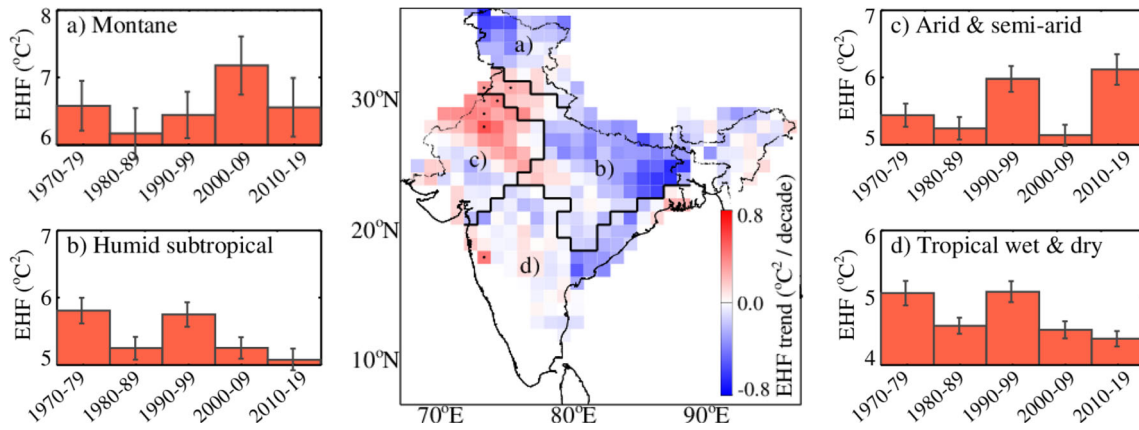 a) Montane
EHF (°C²)
8
7
6
1970-79
1980-89
1990-99
2000-09
2010-19
b) Humid subtropical
EHF (°C²)
7
6
5
1970-79
1980-89
1990-99
2000-09
2010-19
a)
b)
c)
d)
30°N
20°N
10°N
70°E
80°E
90°E
EHF trend (°C² / decade)
0.8
0.0
-0.8
c) Arid & semi-arid
EHF (°C²)
7
6
5
1970-79
1980-89
1990-99
2000-09
2010-19
d) Tropical wet & dry
EHF (°C²)
6
5
4
1970-79
1980-89
1990-99
2000-09
2010-19